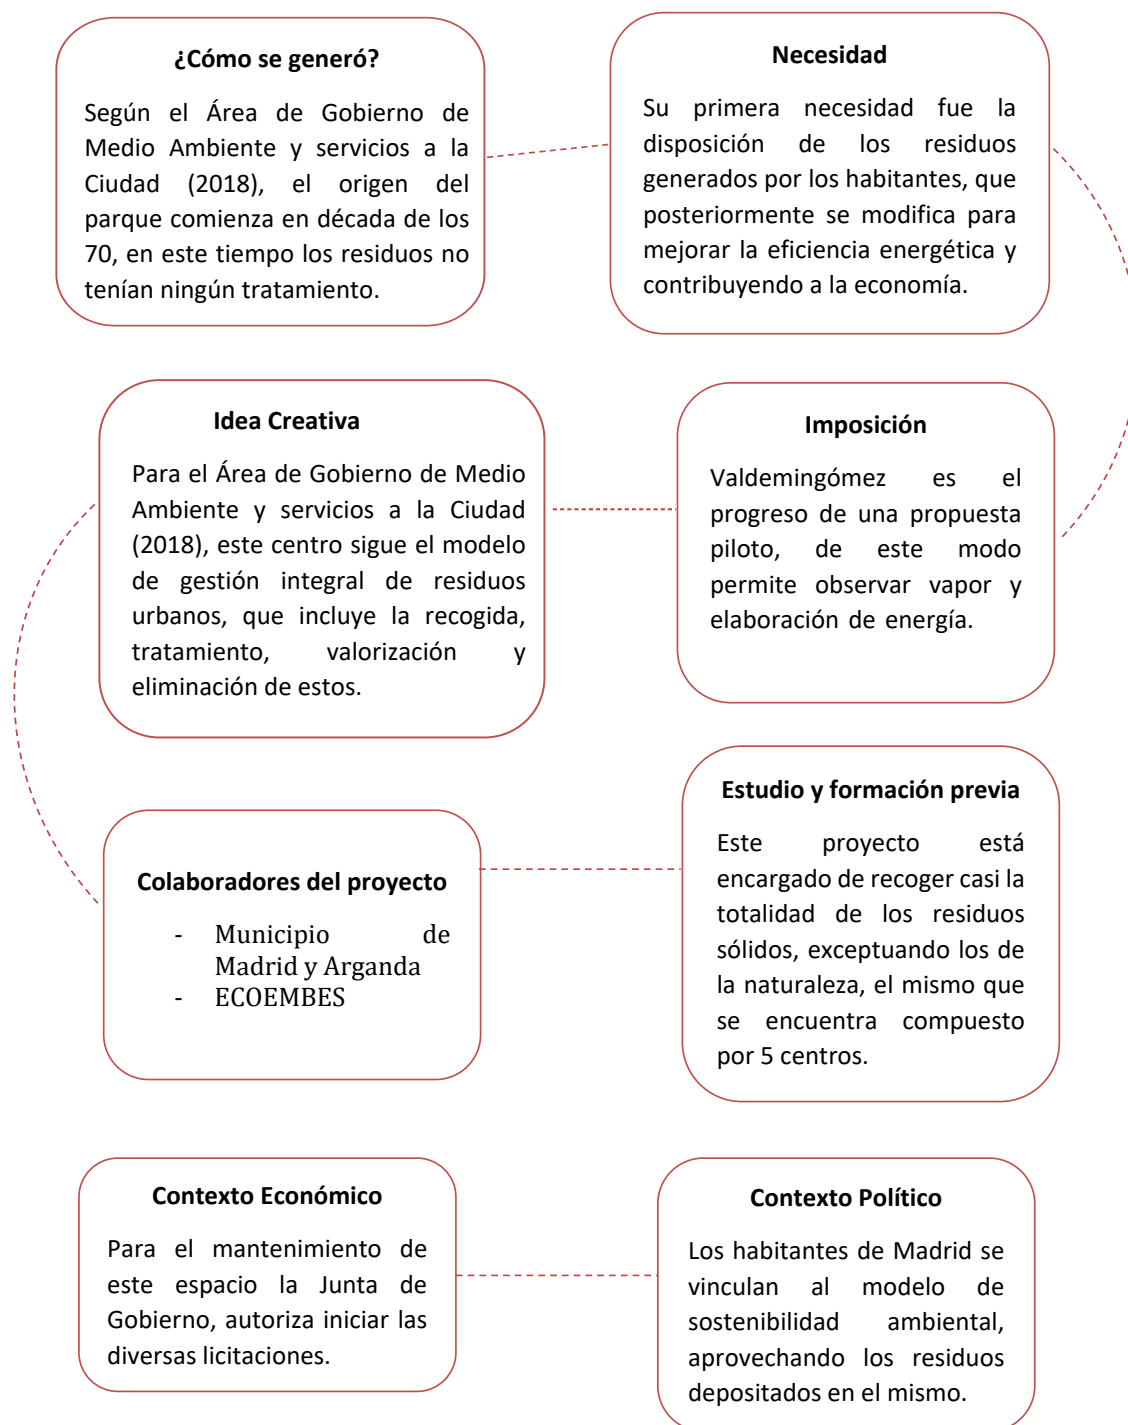 ¿Cómo se generó?
Según el Área de Gobierno de
Medio Ambiente y servicios a la
Ciudad (2018), el origen del
parque comienza en década de los
70, en este tiempo los residuos no
tenían ningún tratamiento.
Necesidad
Su primera necesidad fue la
disposición de los residuos
generados por los habitantes, que
posteriormente se modifica para
mejorar la eficiencia energética y
contribuyendo a la economía.
Idea Creativa
Para el Área de Gobierno de Medio
Ambiente y servicios a la Ciudad
(2018), este centro sigue el modelo
de gestión integral de residuos
urbanos, que incluye la recogida,
tratamiento, valorización y
eliminación de estos.
Imposición
Valdemingómez es el
progreso de una propuesta
piloto, de este modo
permite observar vapor y
elaboración de energía.
Colaboradores del proyecto
- Municipio de
Madrid y Arganda
- ECOEMBES
Estudio y formación previa
Este proyecto está
encargado de recoger casi la
totalidad de los residuos
sólidos, exceptuando los de
la naturaleza, el mismo que
se encuentra compuesto
por 5 centros.
Contexto Económico
Para el mantenimiento de
este espacio la Junta de
Gobierno, autoriza iniciar las
diversas licitaciones.
Contexto Político
Los habitantes de Madrid se
vinculan al modelo de
sostenibilidad ambiental,
aprovechando los residuos
depositados en el mismo.